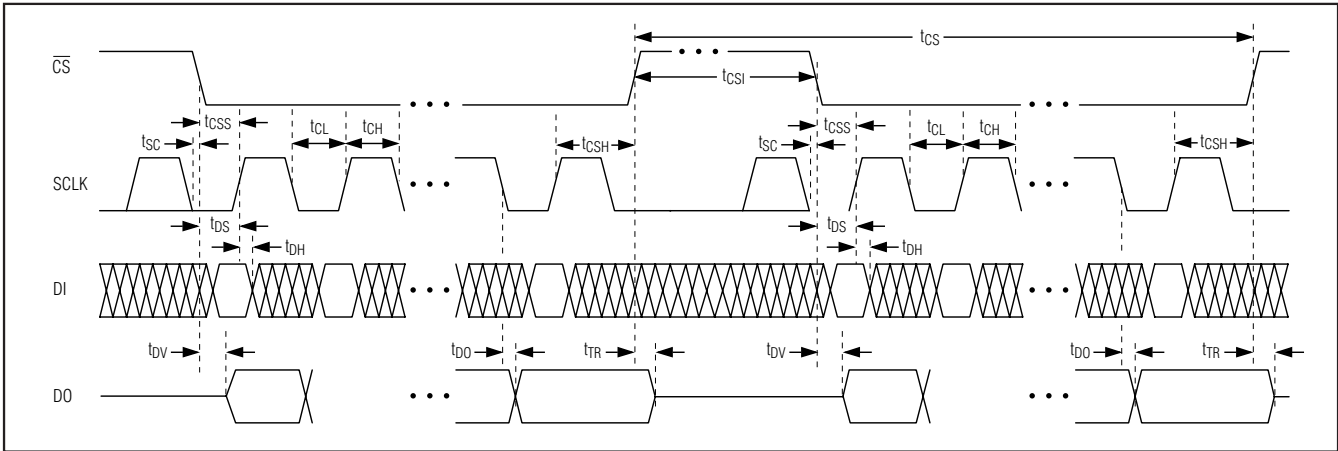 tCS
CS
tCSI
tCSS
tCL
tCH
tCSS
tCL
tCH
tSC
tCSH
tSC
tCSH
SCLK
tDS
tDS
tDH
tDH
DI
tDV
tDO
tTR
tDV
tDO
tTR
DO